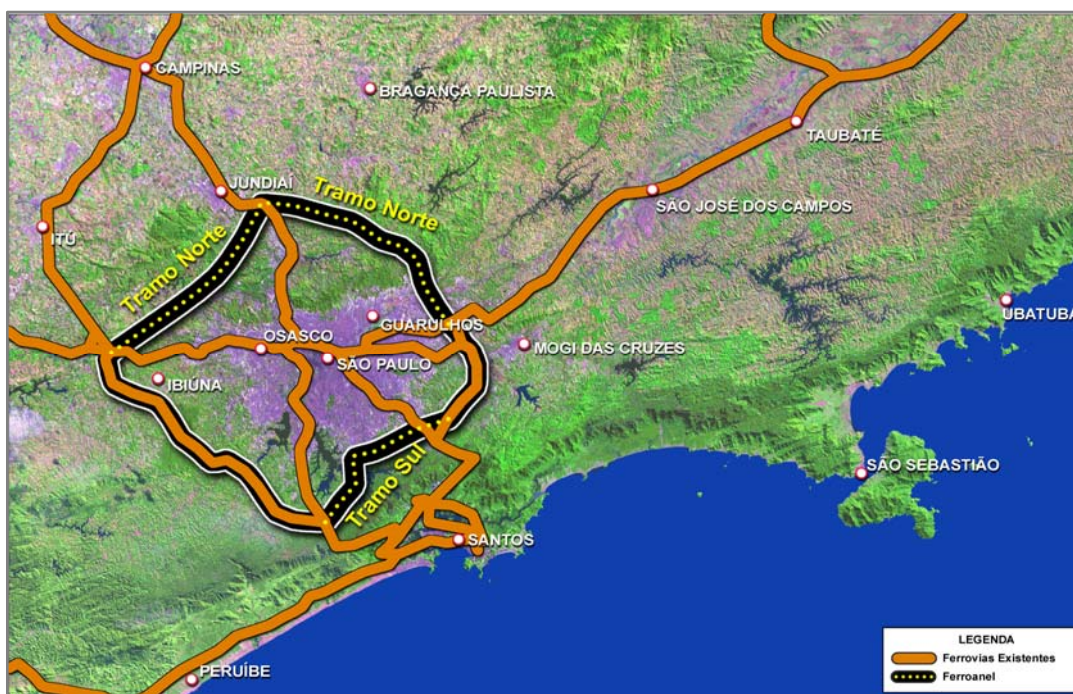 CAMPINAS
BRAGANÇA PAULISTA
TAUBATÉ
JUNDIAÍ
Tramo Norte
SÃO JOSÉ DOS CAMPOS
ITÚ
Tramo Norte
UBATUBA
GUARULHOS
OSASCO
SÃO PAULO
MOGI DAS CRUZES
IBIÚNA
Tramo Sul
SÃO SEBASTIÃO
SANTOS
PERUÍBE
LEGENDA
Ferrovias Existentes
Ferroanel